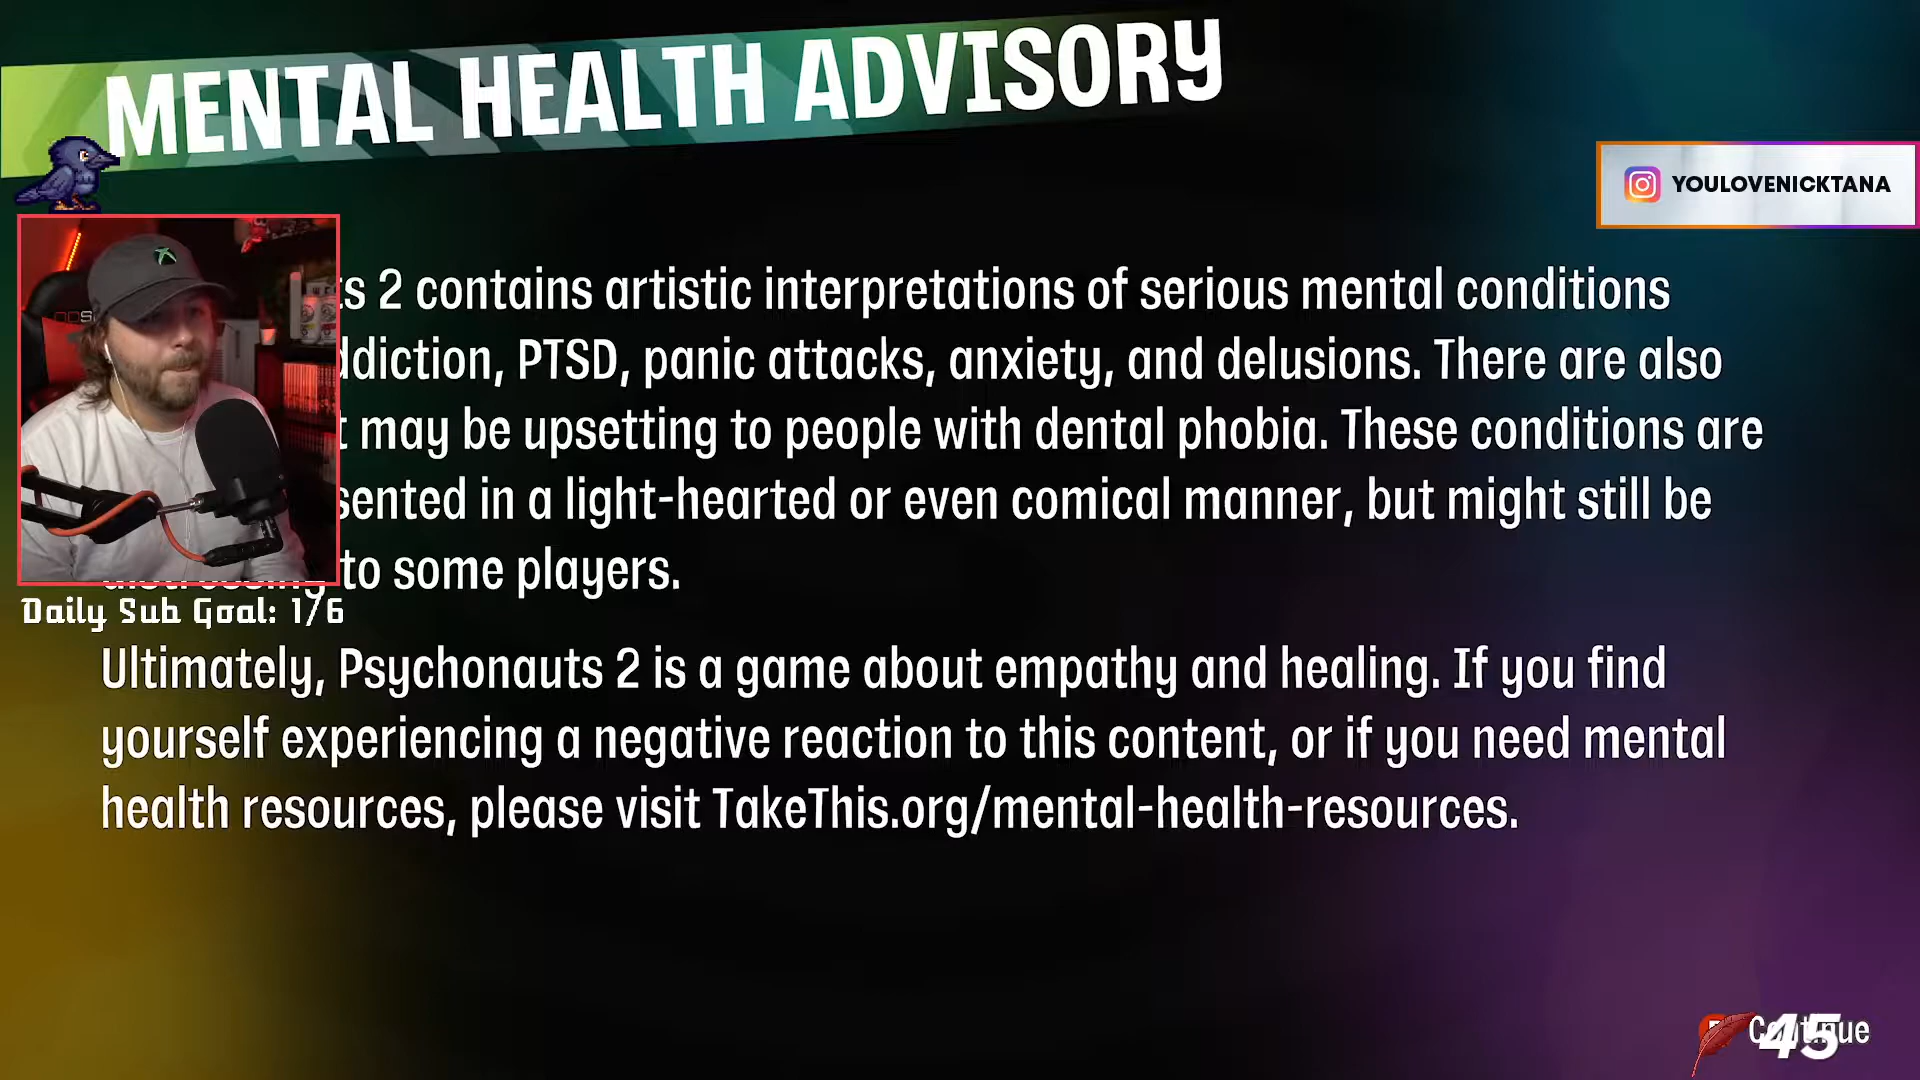 MENTAL HEALTH ADVISORY
YOULOVENICKTANA
ts 2 contains artistic interpretations of serious mental conditions
ddiction, PTSD, panic attacks, anxiety, and delusions. There are also
t may be upsetting to people with dental phobia. These conditions are
sented in a light-hearted or even comical manner, but might still be
to some players.
Daily Sub Goal: 1/6
Ultimately, Psychonauts 2 is a game about empathy and healing. If you find
yourself experiencing a negative reaction to this content, or if you need mental
health resources, please visit TakeThis.org/mental-health-resources.
Continue
45